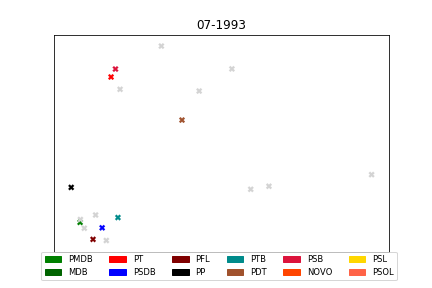 07-1993
PMDB PT PFL PTB PSB PSL
MDB PSDB PP PDT NOVO PSOL